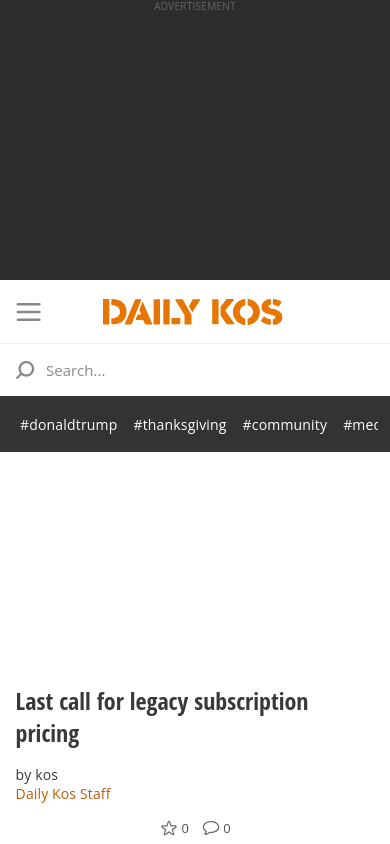 ADVERTISEMENT
DAILY KOS
Search...
#donaldtrump #thanksgiving #community
Last call for legacy subscription
pricing
by kos
Daily Kos Staff
0 0